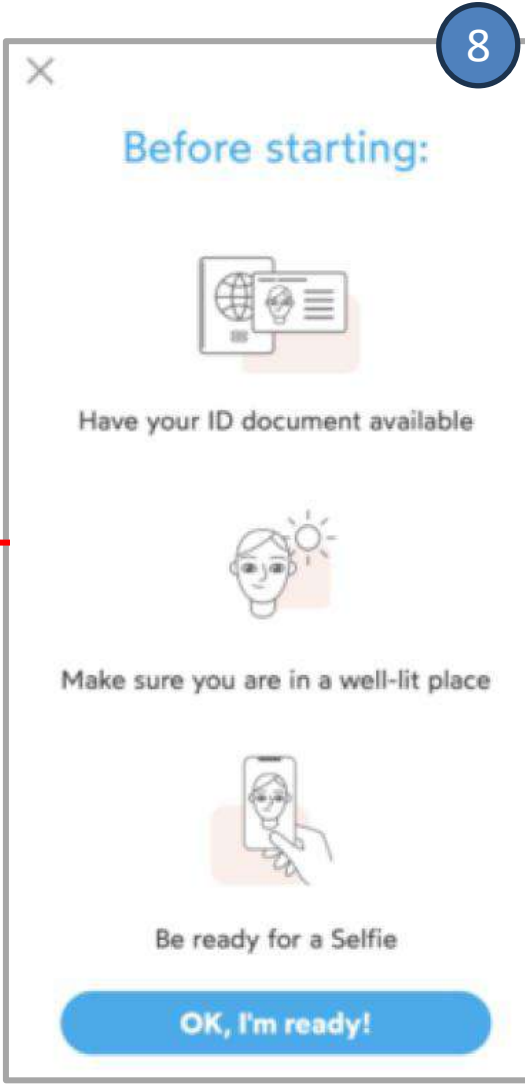 8
Before starting:
Have your ID document available
Make sure you are in a well-lit place
Be ready for a Selfie
OK, I'm ready!